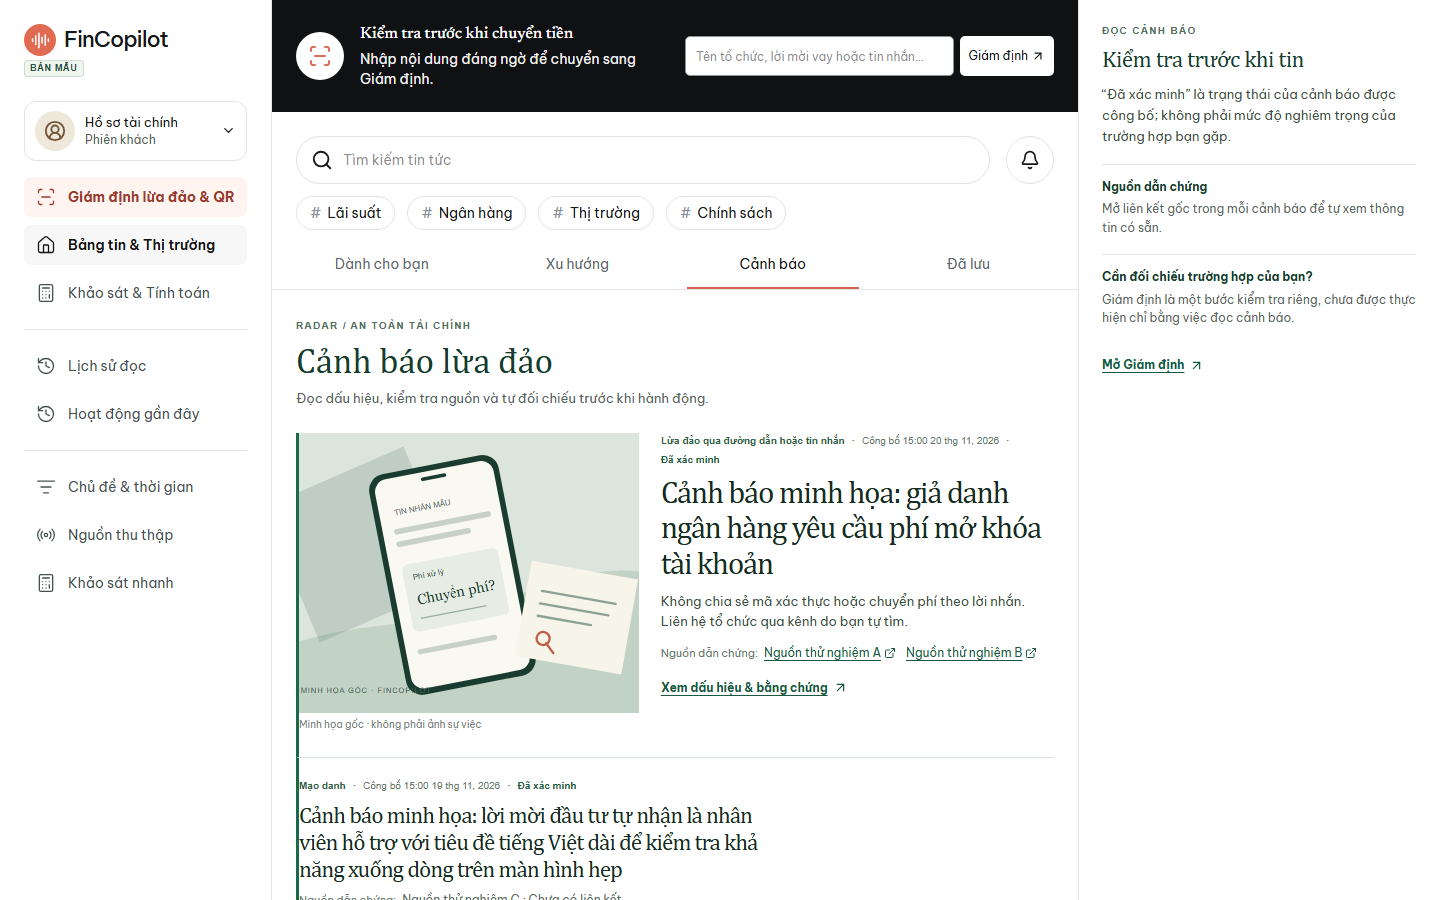 FinCopilot
BẢN MẪU
Hồ sơ tài chính
Phiên khách
Giám định lừa đảo & QR
Bảng tin & Thị trường
Khảo sát & Tính toán
Lịch sử đọc
Hoạt động gần đây
Chủ đề & thời gian
Nguồn thu thập
Khảo sát nhanh
Kiểm tra trước khi chuyển tiền
Nhập nội dung đáng ngờ để chuyển sang
Giám định.
Tên tổ chức, lời mời vay hoặc tin nhắn...
Giám định
Tìm kiếm tin tức
# Lãi suất
# Ngân hàng
# Thị trường
# Chính sách
Dành cho bạn
Xu hướng
Cảnh báo
Đã lưu
RADAR / AN TOÀN TÀI CHÍNH
Cảnh báo lừa đảo
Đọc dấu hiệu, kiểm tra nguồn và tự đối chiếu trước khi hành động.
TIN NHẮN MẪU
Phí xử lý
Chuyển phí?
MINH HỌA GỐC · FINCOPILOT
Minh họa gốc · không phải ảnh sự việc
Lừa đảo qua đường dẫn hoặc tin nhắn · Công bố 15:00 20 thg 11, 2026 ·
Đã xác minh
Cảnh báo minh họa: giả danh
ngân hàng yêu cầu phí mở khóa
tài khoản
Không chia sẻ mã xác thực hoặc chuyển phí theo lời nhắn.
Liên hệ tổ chức qua kênh do bạn tự tìm.
Nguồn dẫn chứng: Nguồn thử nghiệm A Nguồn thử nghiệm B
Xem dấu hiệu & bằng chứng
Mạo danh · Công bố 15:00 19 thg 11, 2026 · Đã xác minh
Cảnh báo minh họa: lời mời đầu tư tự nhận là nhân
viên hỗ trợ với tiêu đề tiếng Việt dài để kiểm tra khả
năng xuống dòng trên màn hình hẹp
Nguồn dẫn chứng: Nguồn thử nghiệm C · Chưa có liên kết
ĐỌC CẢNH BÁO
Kiểm tra trước khi tin
“Đã xác minh” là trạng thái của cảnh báo được
công bố; không phải mức độ nghiêm trọng của
trường hợp bạn gặp.
Nguồn dẫn chứng
Mở liên kết gốc trong mỗi cảnh báo để tự xem thông
tin có sẵn.
Cần đối chiếu trường hợp của bạn?
Giám định là một bước kiểm tra riêng, chưa được thực
hiện chỉ bằng việc đọc cảnh báo.
Mở Giám định